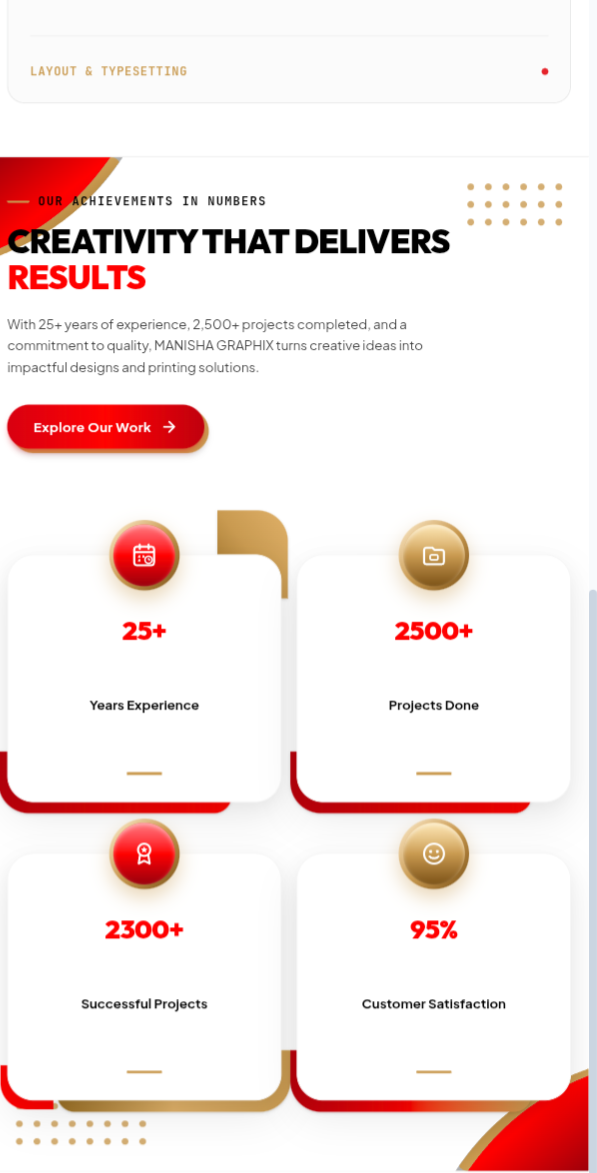 LAYOUT & TYPESETTING
OUR ACHIEVEMENTS IN NUMBERS
CREATIVITY THAT DELIVERS
RESULTS
With 25+ years of experience, 2,500+ projects completed, and a
commitment to quality, MANISHA GRAPHIX turns creative ideas into
impactful designs and printing solutions.
Explore Our Work
25+
Years Experience
2500+
Projects Done
2300+
Successful Projects
95%
Customer Satisfaction